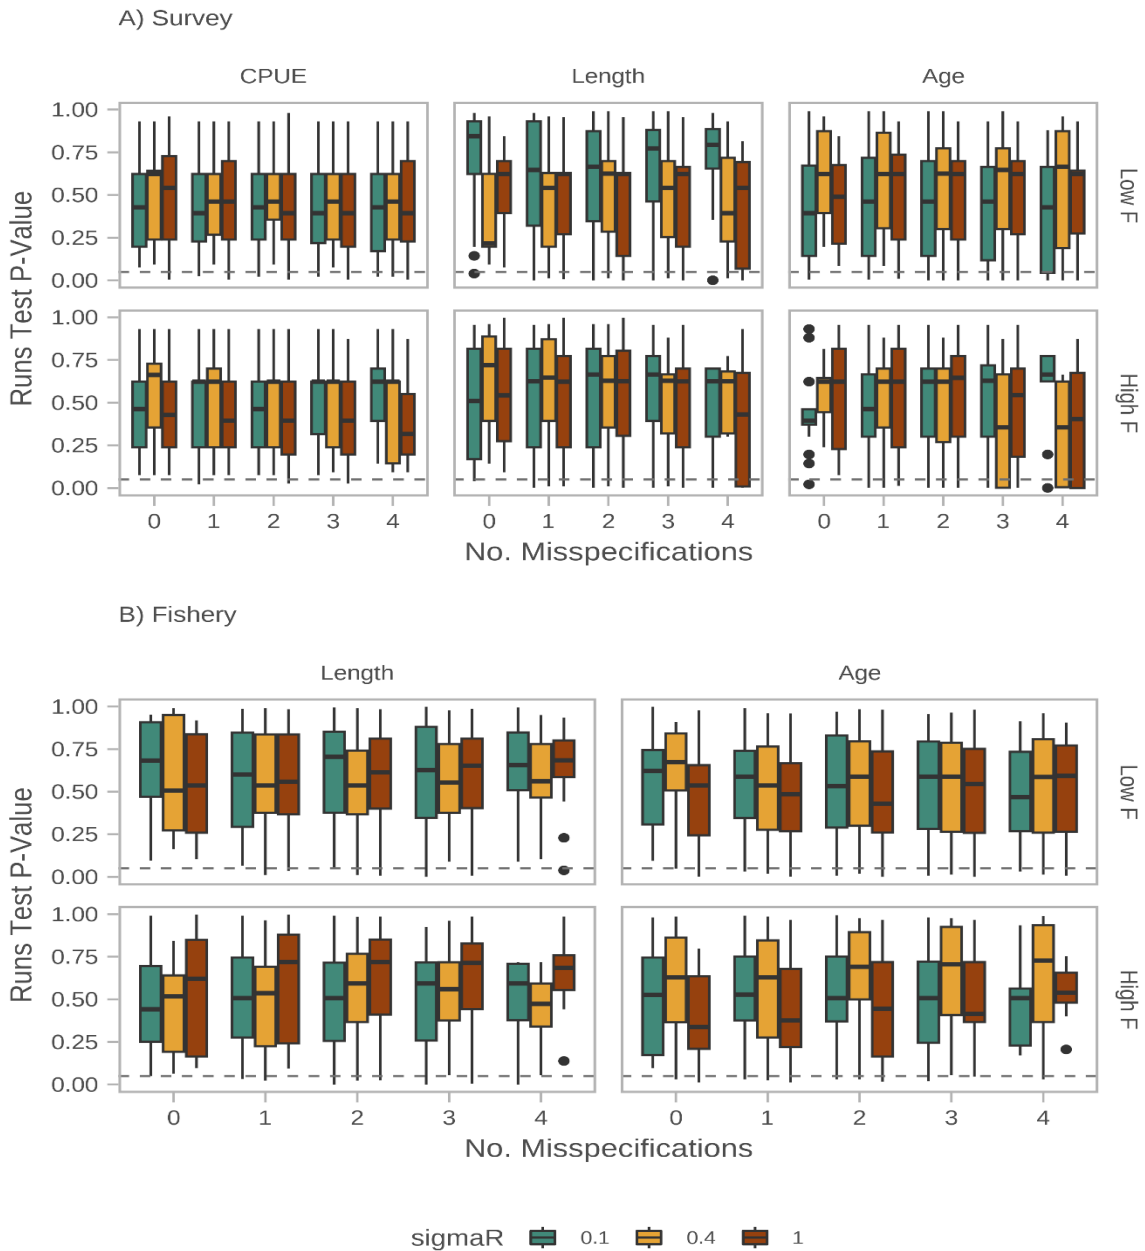 A) Survey
CPUE Length Age
Runs Test P-Value
1.00
0.75
0.50
0.25
0.00
Low F
1.00
0.75
0.50
0.25
0.00
High F
0 1 2 3 4 0 1 2 3 4 0 1 2 3 4
No. Misspecifications
B) Fishery
Length Age
Runs Test P-Value
1.00
0.75
0.50
0.25
0.00
Low F
1.00
0.75
0.50
0.25
0.00
High F
0 1 2 3 4 0 1 2 3 4
No. Misspecifications
sigmaR 0.1 0.4 1